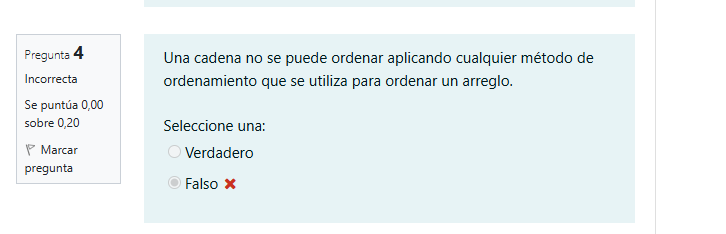 Pregunta 4
Incorrecta
Se puntúa 0,00
sobre 0,20
Marcar
pregunta
Una cadena no se puede ordenar aplicando cualquier método de
ordenamiento que se utiliza para ordenar un arreglo.
Seleccione una:
Verdadero
Falso